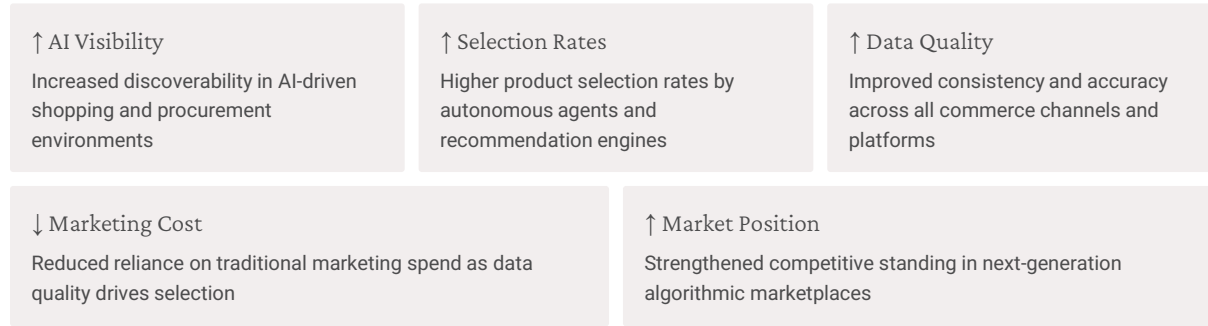 ↑ AI Visibility
Increased discoverability in AI-driven
shopping and procurement
environments
↑ Selection Rates
Higher product selection rates by
autonomous agents and
recommendation engines
↑ Data Quality
Improved consistency and accuracy
across all commerce channels and
platforms
↓ Marketing Cost
Reduced reliance on traditional marketing spend as data
quality drives selection
↑ Market Position
Strengthened competitive standing in next-generation
algorithmic marketplaces